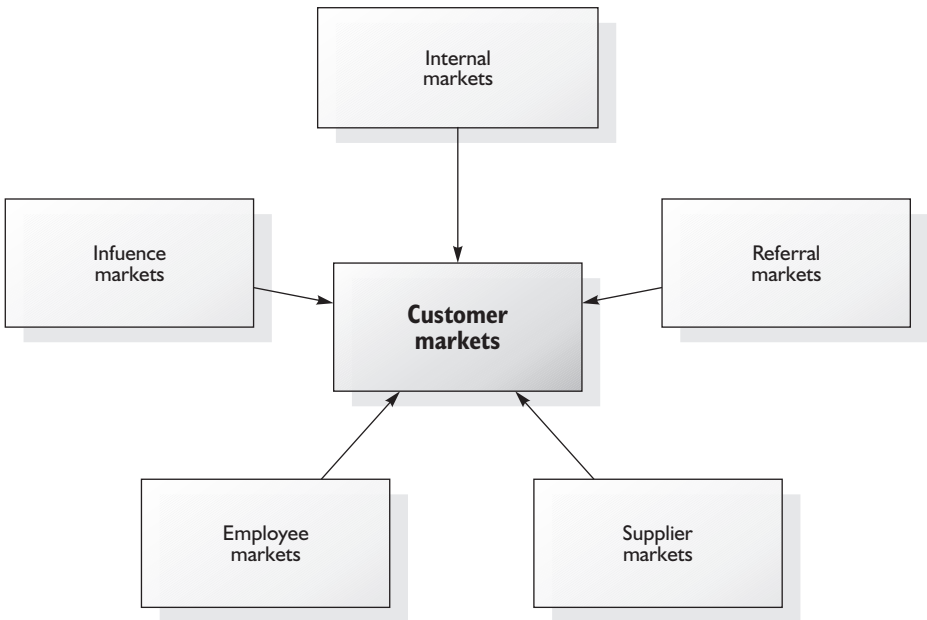 Internal
markets
Infuence
markets
Referral
markets
Customer
markets
Employee
markets
Supplier
markets